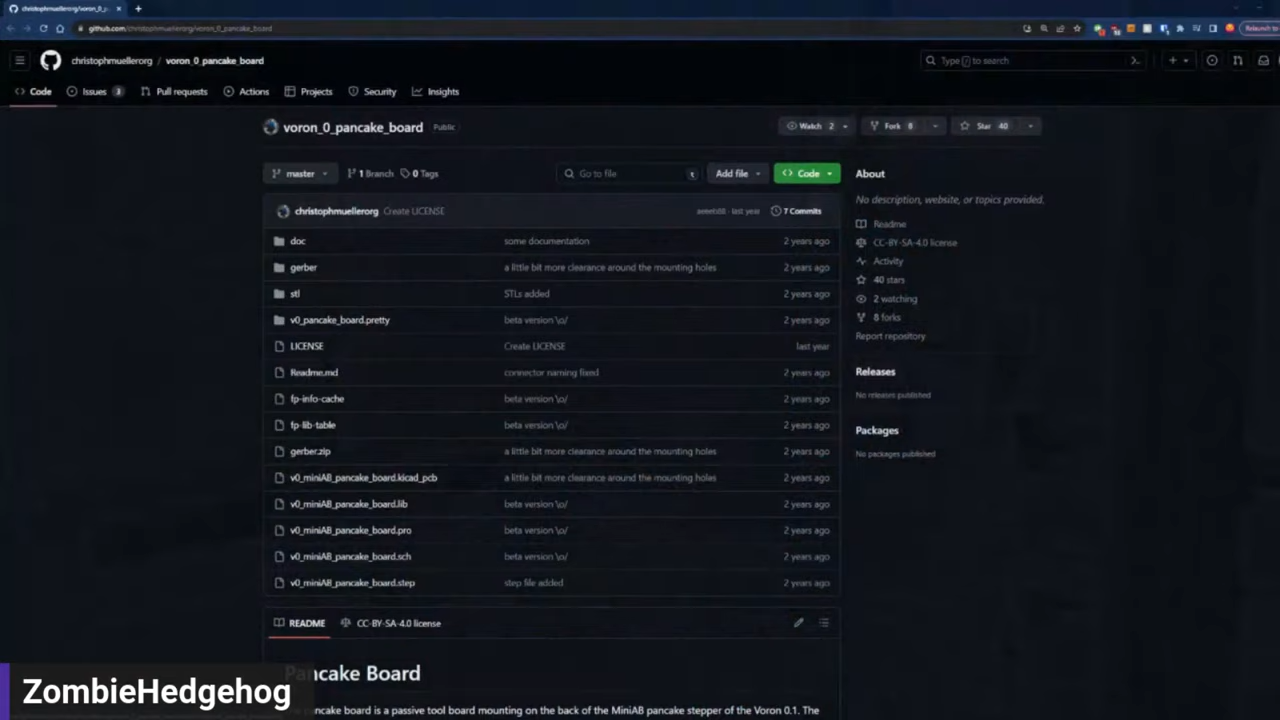 christophmuellerorg/voron_0_p
github.com/christophmuellerorg/voron_0_pancake_board
Relaunch to
christophmuellerorg / voron_0_pancake_board
Type / to search
Code Issues 3 Pull requests Actions Projects Security Insights
voron_0_pancake_board Public
Watch 2 Fork 8 Star 40
master 1 Branch 0 Tags Go to file t Add file Code
About
No description, website, or topics provided.
Readme
CC-BY-SA-4.0 license
Activity
40 stars
2 watching
8 forks
Report repository
Releases
No releases published
Packages
No packages published
christophmuellerorg Create LICENSE last year 7 Commits
doc some documentation 2 years ago
gerber a little bit more clearance around the mounting holes 2 years ago
stl STLs added 2 years ago
v0_pancake_board.pretty beta version \o/ 2 years ago
LICENSE Create LICENSE last year
Readme.md connector naming fixed 2 years ago
fp-info-cache beta version \o/ 2 years ago
fp-lib-table beta version \o/ 2 years ago
gerber.zip a little bit more clearance around the mounting holes 2 years ago
v0_miniAB_pancake_board.kicad_pcb a little bit more clearance around the mounting holes 2 years ago
v0_miniAB_pancake_board.lib beta version \o/ 2 years ago
v0_miniAB_pancake_board.pro beta version \o/ 2 years ago
v0_miniAB_pancake_board.sch beta version \o/ 2 years ago
v0_miniAB_pancake_board.step step file added 2 years ago
README CC-BY-SA-4.0 license
Pancake Board
pancake board is a passive tool board mounting on the back of the MiniAB pancake stepper of the Voron 0.1. The
ZombieHedgehog